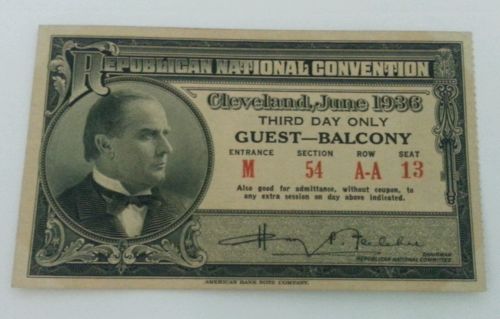 REPUBLICAN NATIONAL CONVENTION
Cleveland, June 1936
THIRD DAY ONLY
GUEST—BALCONY
ENTRANCE SECTION ROW SEAT
M 54 A-A 13
Also good for admittance, without coupon, to
any extra session on day above indicated.
CHAIRMAN
REPUBLICAN NATIONAL COMMITTEE
AMERICAN BANK NOTE COMPANY.